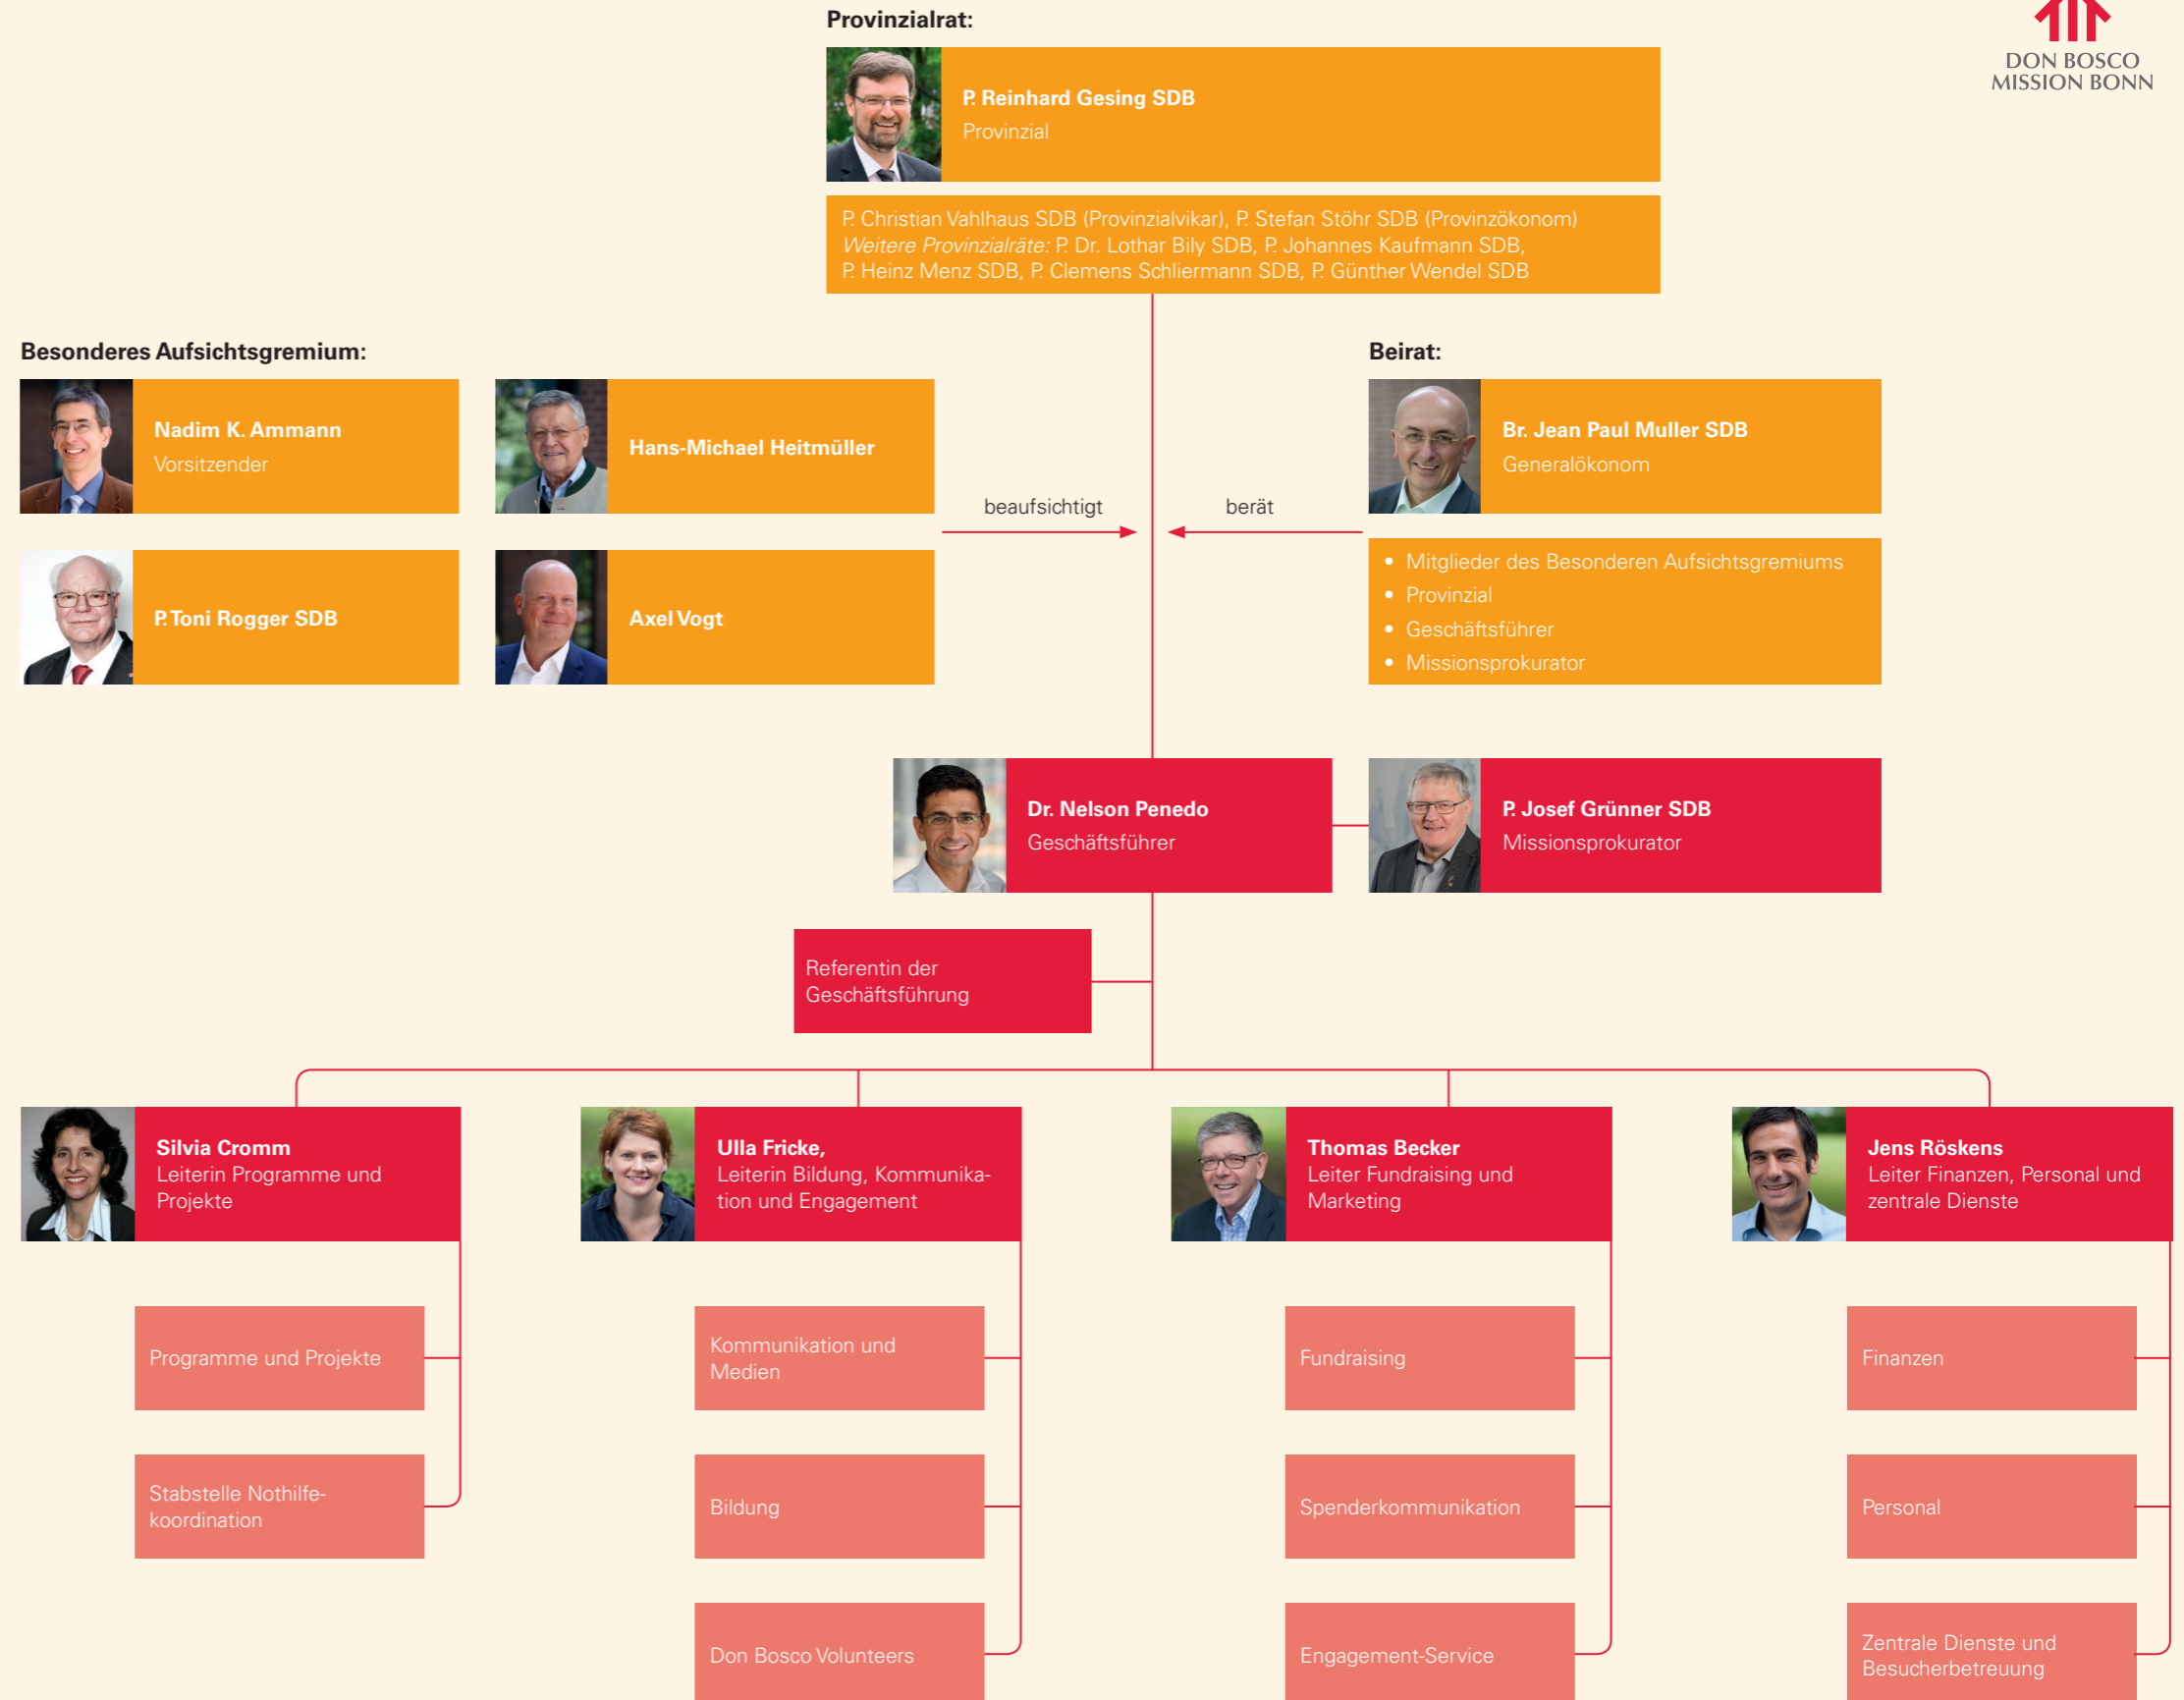 Provinzialrat:
DON BOSCO
MISSION BONN
P. Reinhard Gesing SDB
Provinzial
P. Christian Vahlhaus SDB (Provinzialvikar), P. Stefan Stöhr SDB (Provinzökonom)
Weitere Provinzialräte: P. Dr. Lothar Bily SDB, P. Johannes Kaufmann SDB,
P. Heinz Menz SDB, P. Clemens Schliermann SDB, P. Günther Wendel SDB
Besonderes Aufsichtsgremium:
Nadim K. Ammann
Vorsitzender
Hans-Michael Heitmüller
P. Toni Rogger SDB
Axel Vogt
beaufsichtigt
berät
Beirat:
Br. Jean Paul Muller SDB
Generalökonom
• Mitglieder des Besonderen Aufsichtsgremiums
• Provinzial
• Geschäftsführer
• Missionsprokurator
Dr. Nelson Penedo
Geschäftsführer
P. Josef Grünner SDB
Missionsprokurator
Referentin der
Geschäftsführung
Silvia Cromm
Leiterin Programme und
Projekte
Programme und Projekte
Stabstelle Nothilfe-
koordination
Ulla Fricke,
Leiterin Bildung, Kommunika-
tion und Engagement
Kommunikation und
Medien
Bildung
Don Bosco Volunteers
Thomas Becker
Leiter Fundraising und
Marketing
Fundraising
Spenderkommunikation
Engagement-Service
Jens Röskens
Leiter Finanzen, Personal und
zentrale Dienste
Finanzen
Personal
Zentrale Dienste und
Besucherbetreuung